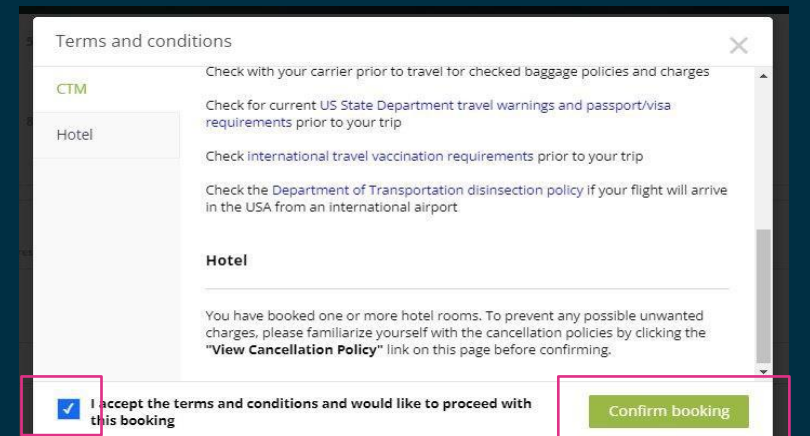 Terms and conditions
CTM
Hotel
Check with your carrier prior to travel for checked baggage policies and charges
Check for current US State Department travel warnings and passport/visa
requirements prior to your trip
Check international travel vaccination requirements prior to your trip
Check the Department of Transportation disinsection policy if your flight will arrive
in the USA from an international airport
Hotel
You have booked one or more hotel rooms. To prevent any possible unwanted
charges, please familiarize yourself with the cancellation policies by clicking the
"View Cancellation Policy" link on this page before confirming.
I accept the terms and conditions and would like to proceed with
this booking
Confirm booking